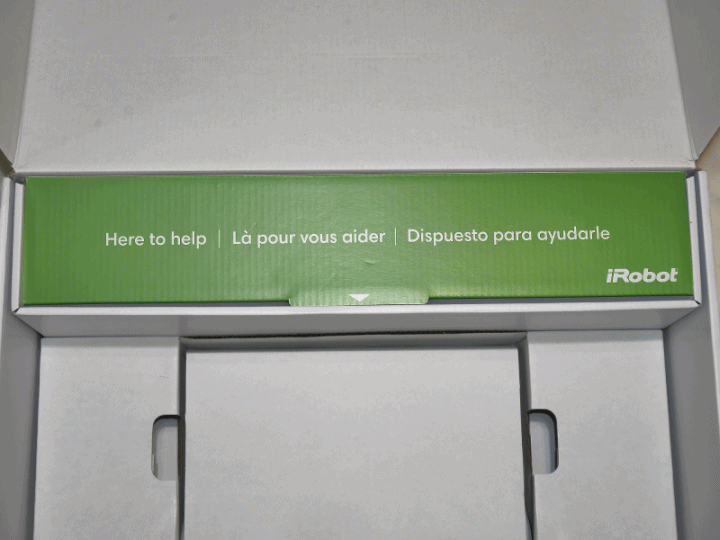 Here to help | Là pour vous aider | Dispuesto para ayudarle
iRobot